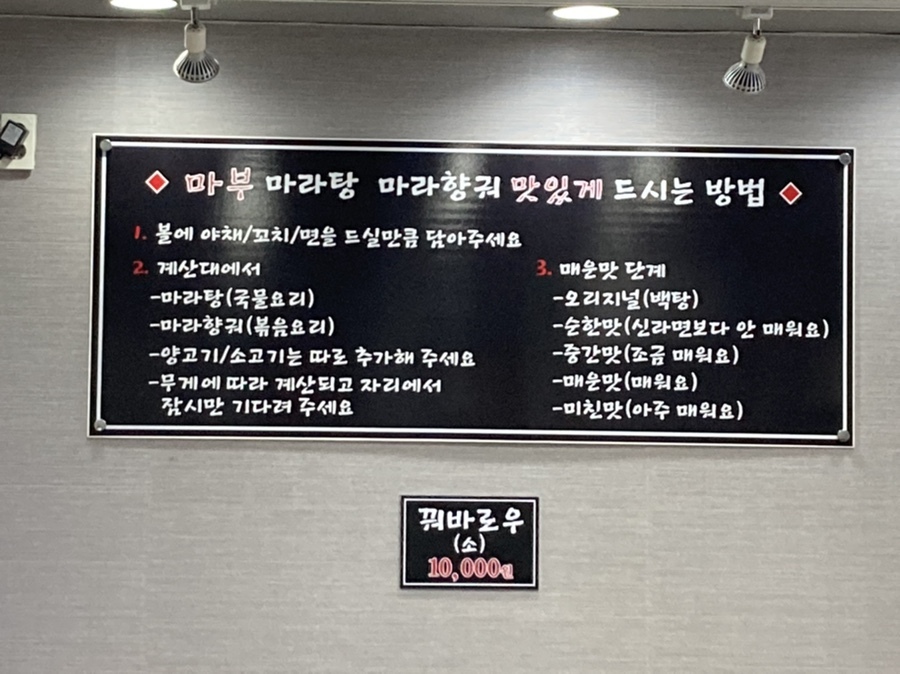 마부 마라탕 마라향궈 맛있게 드시는 방법
1. 볼에 야채/꼬치/면을 드실만큼 담아주세요
2. 계산대에서
-마라탕(국물요리)
-마라향궈(볶음요리)
-양고기/소고기는 따로 추가해 주세요
-무게에 따라 계산되고 자리에서
잠시만 기다려 주세요
3. 매운맛 단계
-오리지널(백탕)
-순한맛(신라면보다 안 매워요)
-중간맛(조금 매워요)
-매운맛(매워요)
-미친맛(아주 매워요)
꿔바로우
(소)
10,000원